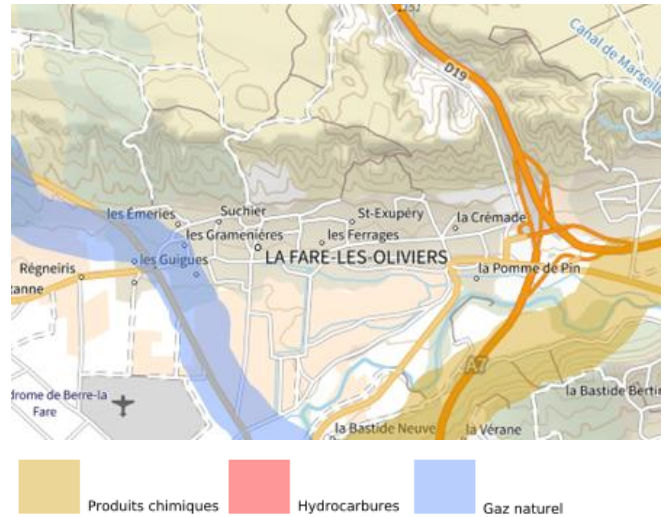 D19
Canal de Marseille
les Émeries
Suchier
St-Exupéry
la Crémade
les Gramenières
les Ferrages
LA FARE-LES-OLIVIERS
Régneiris
les Guigues
la Pomme de Pin
zanne
A7
drome de Berre-la
Fare
la Bastide Bertin
la Bastide Neuve
la Vérane
Produits chimiques
Hydrocarbures
Gaz naturel